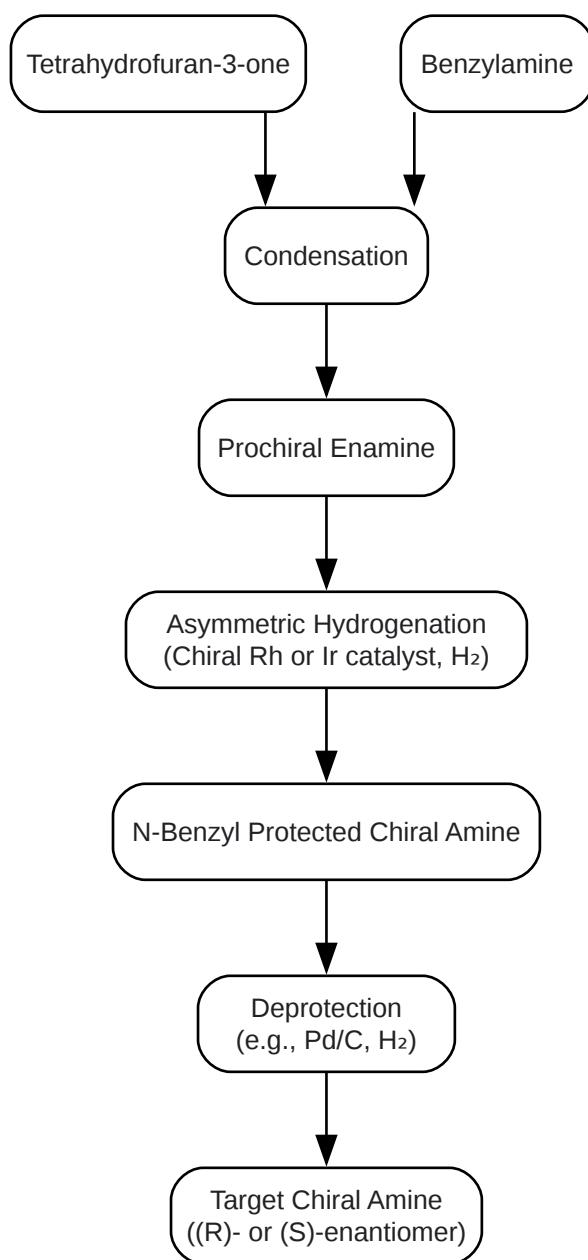 Tetrahydrofuran-3-one
Benzylamine
Condensation
Prochiral Enamine
Asymmetric Hydrogenation
(Chiral Rh or Ir catalyst, H₂)
N-Benzyl Protected Chiral Amine
Deprotection
(e.g., Pd/C, H₂)
Target Chiral Amine
((R)- or (S)-enantiomer)